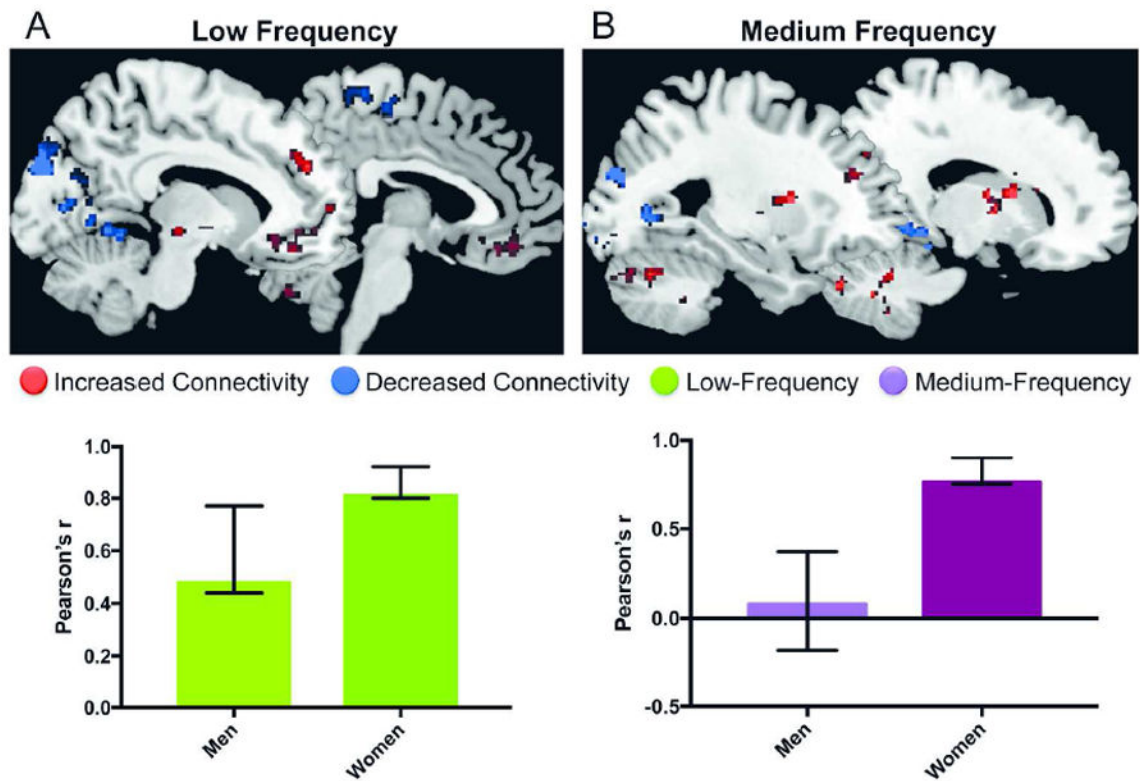 A
Low Frequency
B
Medium Frequency
Increased Connectivity
Decreased Connectivity
Low-Frequency
Medium-Frequency
Pearson's r
1.0
0.8
0.6
0.4
0.2
0.0
Men
Women
Pearson's r
1.0
0.5
0.0
-0.5
Men
Women